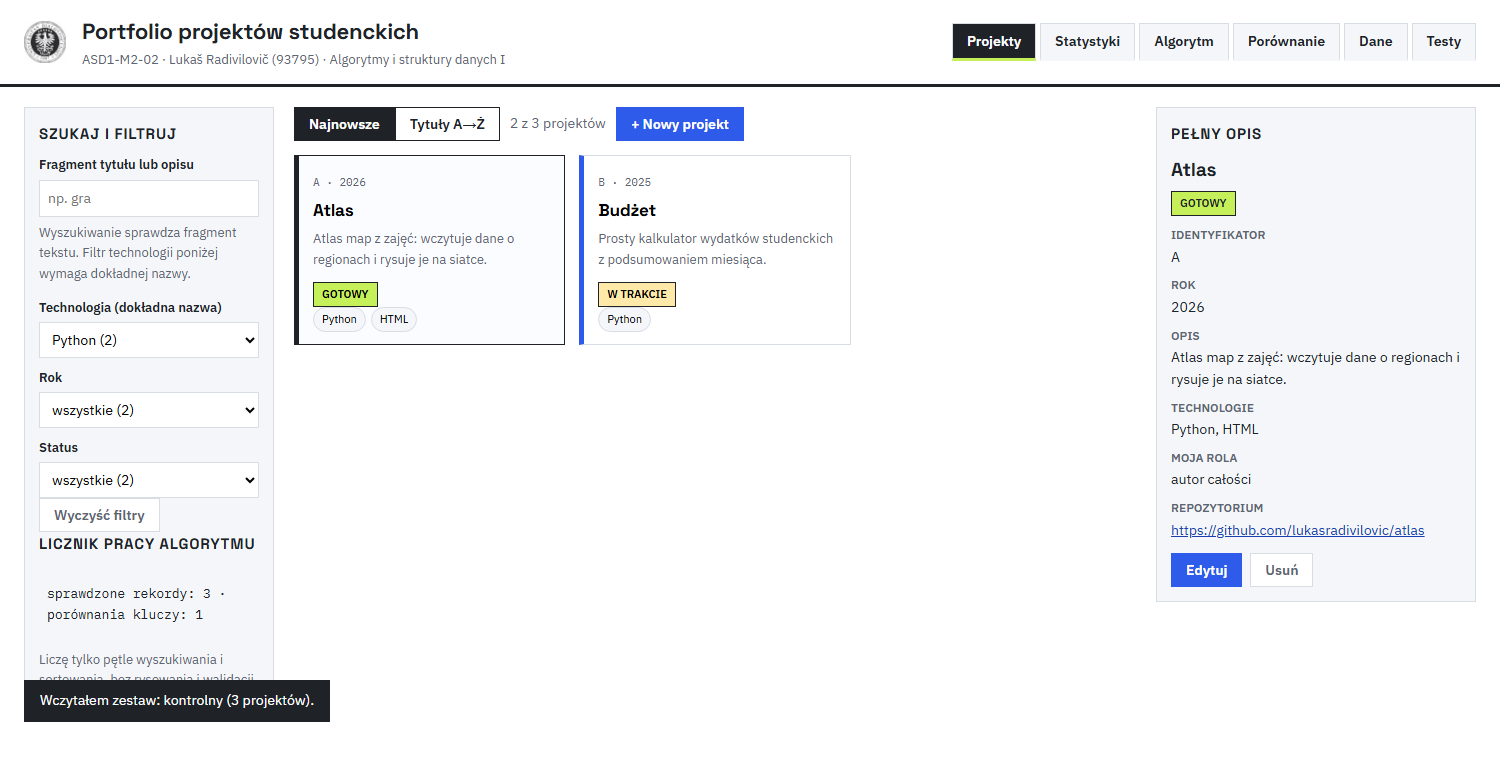 Portfolio projektów studenckich
ASD1-M2-02 · Lukaš Radivilovič (93795) · Algorytmy i struktury danych I
Projekty
Statystyki
Algorytm
Porównanie
Dane
Testy
SZUKAJ I FILTRUJ
Fragment tytułu lub opisu
np. gra
Wyszukiwanie sprawdza fragment
tekstu. Filtr technologii poniżej
wymaga dokładnej nazwy.
Technologia (dokładna nazwa)
Python (2)
Rok
wszystkie (2)
Status
wszystkie (2)
Wyczyść filtry
LICZNIK PRACY ALGORYTMU
sprawdzone rekordy: 3 ·
porównania kluczy: 1
Liczę tylko pętle wyszukiwania i
sortowania, bez rysowania i walidacji.
Wczytałem zestaw: kontrolny (3 projektów).
Najnowsze
Tytuły A→Ż
2 z 3 projektów
+ Nowy projekt
A · 2026
Atlas
Atlas map z zajęć: wczytuje dane o
regionach i rysuje je na siatce.
GOTOWY
Python
HTML
B · 2025
Budżet
Prosty kalkulator wydatków studenckich
z podsumowaniem miesiąca.
W TRAKCIE
Python
PEŁNY OPIS
Atlas
GOTOWY
IDENTYFIKATOR
A
ROK
2026
OPIS
Atlas map z zajęć: wczytuje dane o regionach i
rysuje je na siatce.
TECHNOLOGIE
Python, HTML
MOJA ROLA
autor całości
REPOZYTORIUM
https://github.com/lukasradivilovic/atlas
Edytuj
Usuń